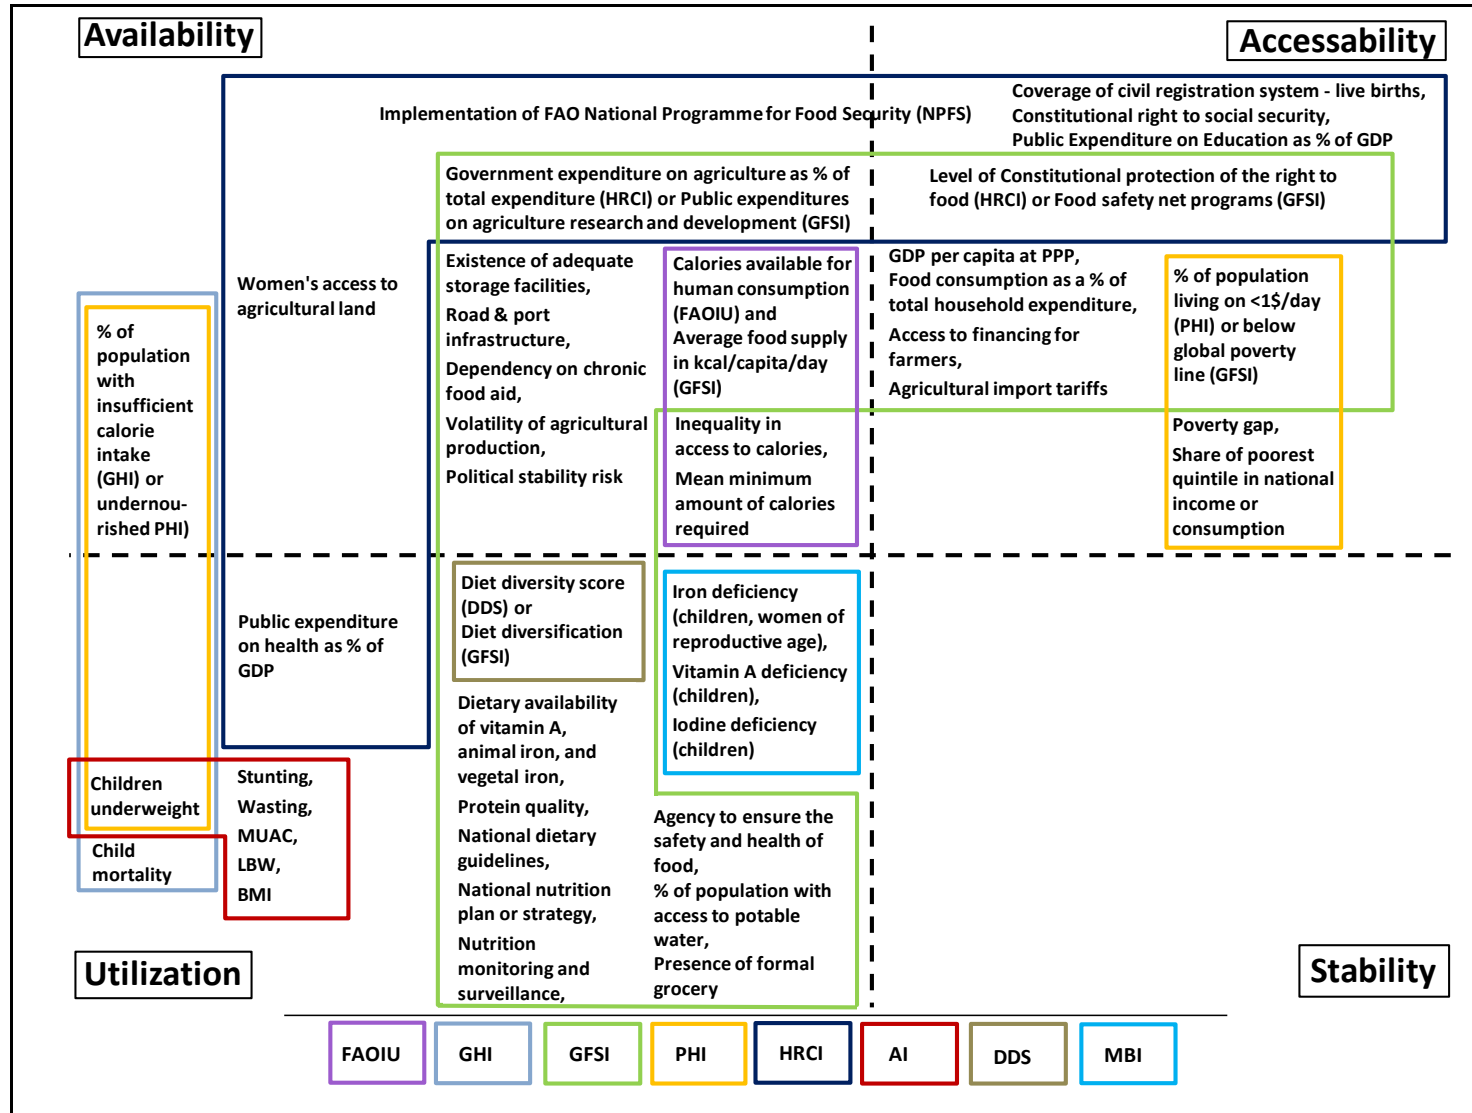 Availability
Accessability
Coverage of civil registration system - live births,
Constitutional right to social security,
Public Expenditure on Education as % of GDP
Implementation of FAO National Programme for Food Security (NPFS)
Government expenditure on agriculture as % of
total expenditure (HRCI) or Public expenditures
on agriculture research and development (GFSI)
Level of Constitutional protection of the right to
food (HRCI) or Food safety net programs (GFSI)
Women's access to
agricultural land
Existence of adequate
storage facilities,
Road & port
infrastructure,
Dependency on chronic
food aid,
Volatility of agricultural
production,
Political stability risk
Calories available for
human consumption
(FAOIU) and
Average food supply
in kcal/capita/day
(GFSI)
Inequality in
access to calories,
Mean minimum
amount of calories
required
GDP per capita at PPP,
Food consumption as a % of
total household expenditure,
Access to financing for
farmers,
Agricultural import tariffs
% of population
living on <1$/day
(PHI) or below
global poverty
line (GFSI)
Poverty gap,
Share of poorest
quintile in national
income or
consumption
% of
population
with
insufficient
calorie
intake
(GHI) or
undernou-
rished PHI)
Public expenditure
on health as % of
GDP
Diet diversity score
(DDS) or
Diet diversification
(GFSI)
Iron deficiency
(children, women of
reproductive age),
Vitamin A deficiency
(children),
Iodine deficiency
(children)
Dietary availability
of vitamin A,
animal iron, and
vegetal iron,
Protein quality,
National dietary
guidelines,
National nutrition
plan or strategy,
Nutrition
monitoring and
surveillance,
Agency to ensure the
safety and health of
food,
% of population with
access to potable
water,
Presence of formal
grocery
Children
underweight
Child
mortality
Stunting,
Wasting,
MUAC,
LBW,
BMI
Utilization
Stability
FAOIU
GHI
GFSI
PHI
HRCI
AI
DDS
MBI